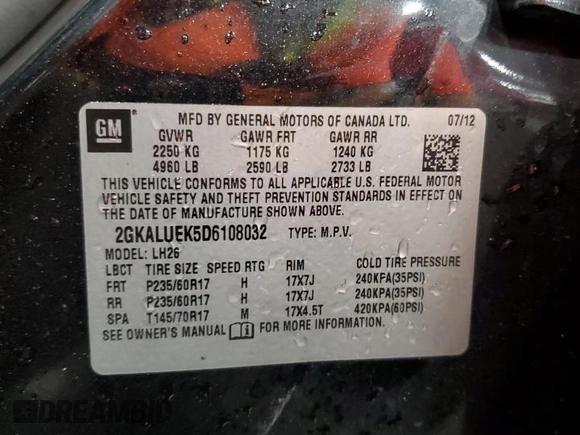 GM
MFD BY GENERAL MOTORS OF CANADA LTD. 07/12
GVWR GAWR FRT GAWR RR
2250 KG 1175 KG 1240 KG
4960 LB 2590 LB 2733 LB
THIS VEHICLE CONFORMS TO ALL APPLICABLE U.S. FEDERAL MOTOR
VEHICLE SAFETY AND THEFT PREVENTION STANDARDS IN EFFECT ON
THE DATE OF MANUFACTURE SHOWN ABOVE.
2GKALUEK5D6108032 TYPE: M.P.V.
MODEL: LH26
LBCT TIRE SIZE SPEED RTG RIM COLD TIRE PRESSURE
FRT P235/60R17 H 17X7J 240KPA(35PSI)
RR P235/60R17 H 17X7J 240KPA(35PSI)
SPA T145/70R17 M 17X4.5T 420KPA(60PSI)
SEE OWNER'S MANUAL FOR MORE INFORMATION.
DREAMBID